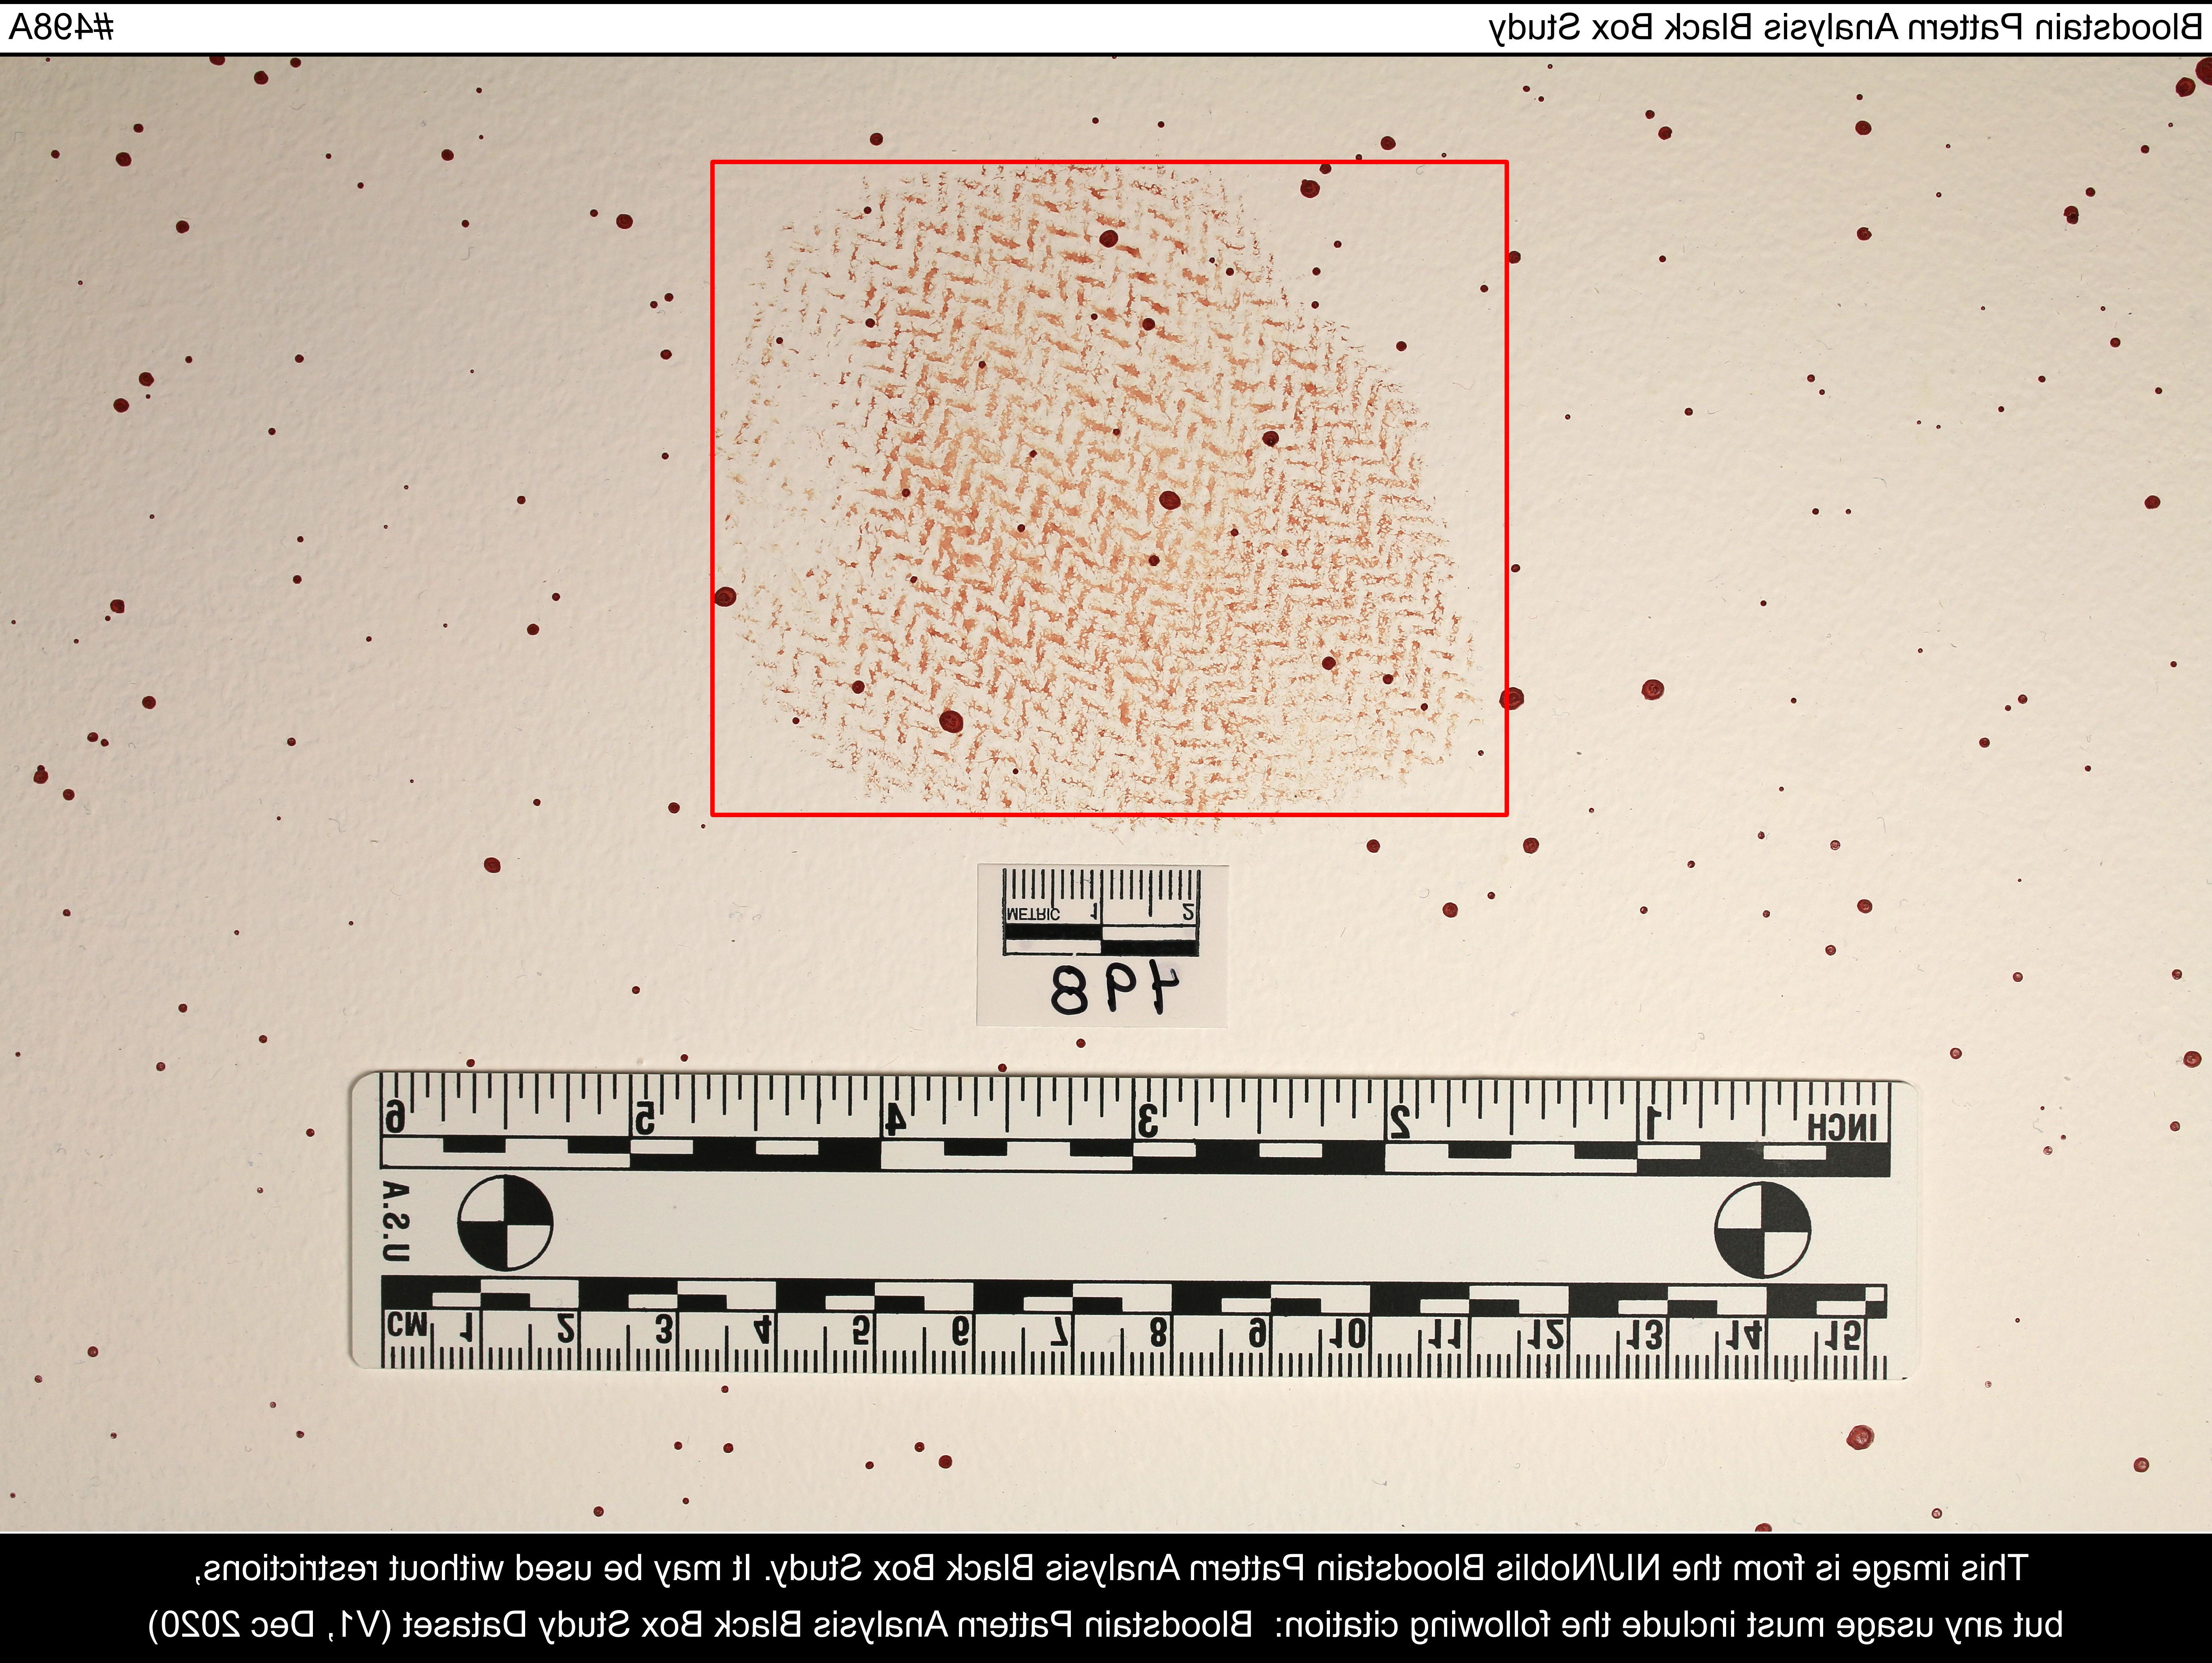 Bloodstain Pattern Analysis Black Box Study #498A
METRIC 1 2
498
INCH 1 2 3 4 5 6
U.S.A
CM 1 2 3 4 5 6 7 8 9 10 11 12 13 14 15
This image is from the NIJ/Noblis Bloodstain Pattern Analysis Black Box Study. It may be used without restrictions,
but any usage must include the following citation: Bloodstain Pattern Analysis Black Box Study Dataset (V1, Dec 2020)